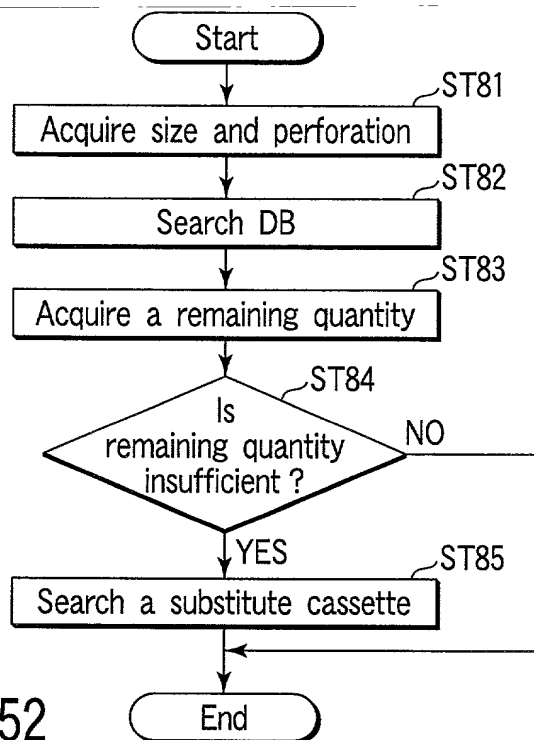 Start
ST81
Acquire size and perforation
ST82
Search DB
ST83
Acquire a remaining quantity
ST84
Is
remaining quantity
insufficient ?
NO
YES
ST85
Search a substitute cassette
End
52